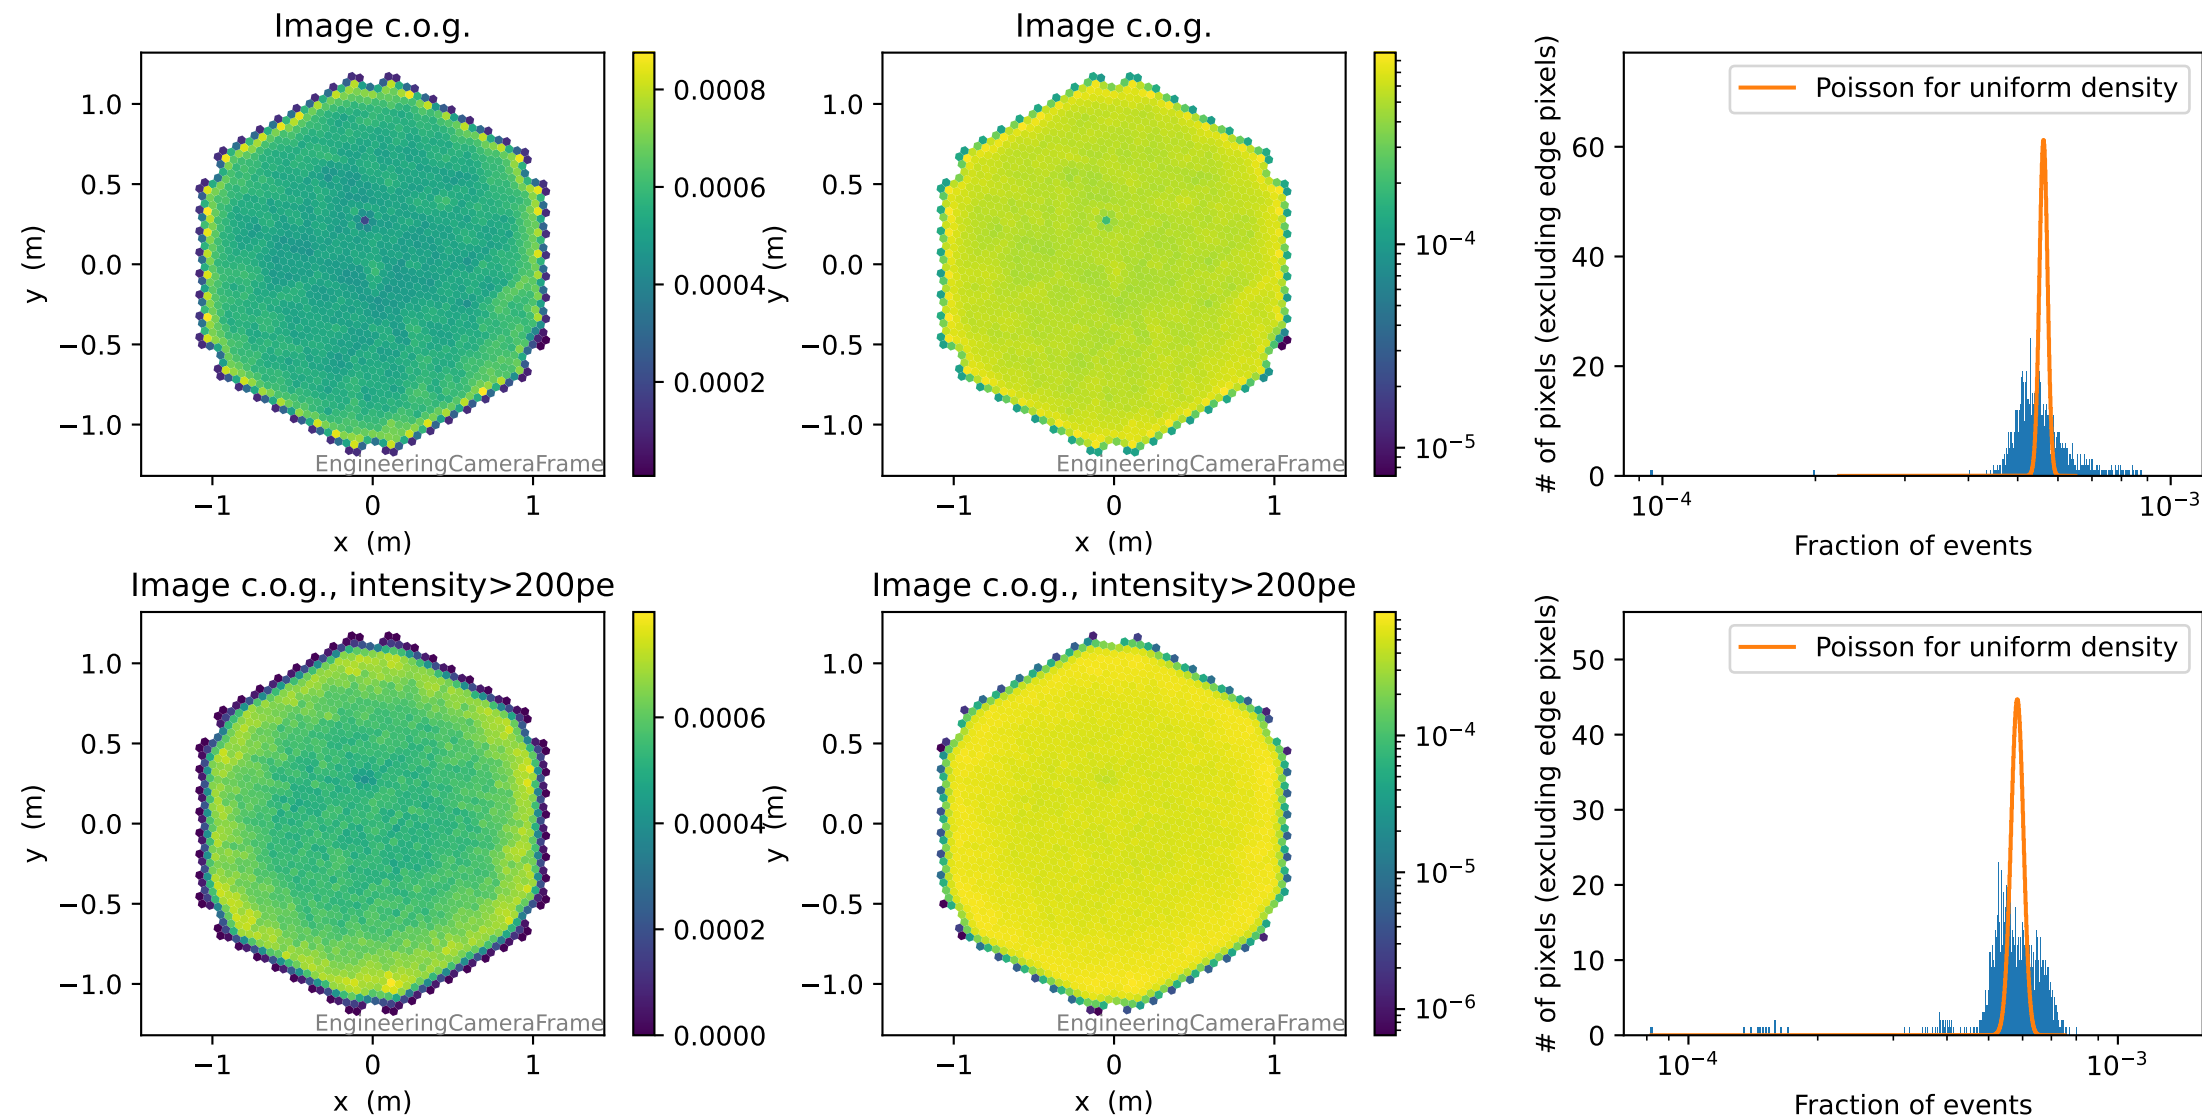 Image c.o.g.
1.0
0.5
0.0
−0.5
−1.0
y (m)
−1
0
1
x (m)
EngineeringCameraFrame
0.0008
0.0006
0.0004
0.0002
Image c.o.g.
1.0
0.5
0.0
−0.5
−1.0
y (m)
−1
0
1
x (m)
EngineeringCameraFrame
10−4
10−5
# of pixels (excluding edge pixels)
60
40
20
0
Poisson for uniform density
10−4
10−3
Fraction of events
Image c.o.g., intensity>200pe
1.0
0.5
0.0
−0.5
−1.0
y (m)
−1
0
1
x (m)
EngineeringCameraFrame
0.0006
0.0004
0.0002
0.0000
Image c.o.g., intensity>200pe
1.0
0.5
0.0
−0.5
−1.0
y (m)
−1
0
1
x (m)
EngineeringCameraFrame
10−4
10−5
10−6
# of pixels (excluding edge pixels)
50
40
30
20
10
0
Poisson for uniform density
10−4
10−3
Fraction of events